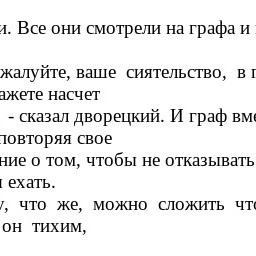 и. Все они смотрели на графа и
жалуйте, ваше сиятельство, в
ажете насчет
- сказал дворецкий. И граф вме
повторяя свое
ние о том, чтобы не отказывать
ехать.
у, что же, можно сложить что
он тихим,